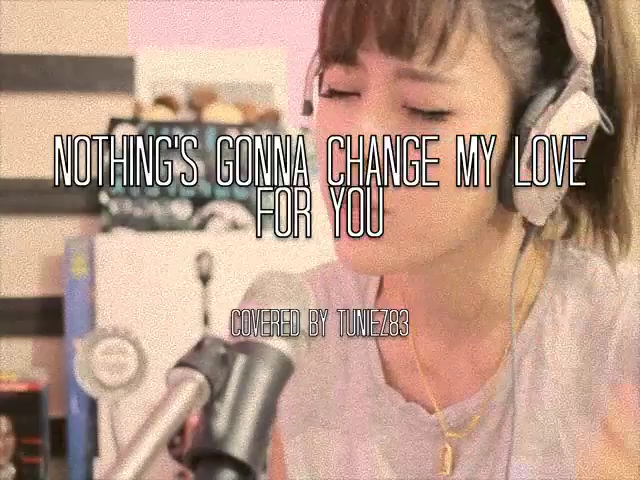 NOTHING'S GONNA CHANGE MY LOVE
FOR YOU
COVERED BY TUNIEZ83